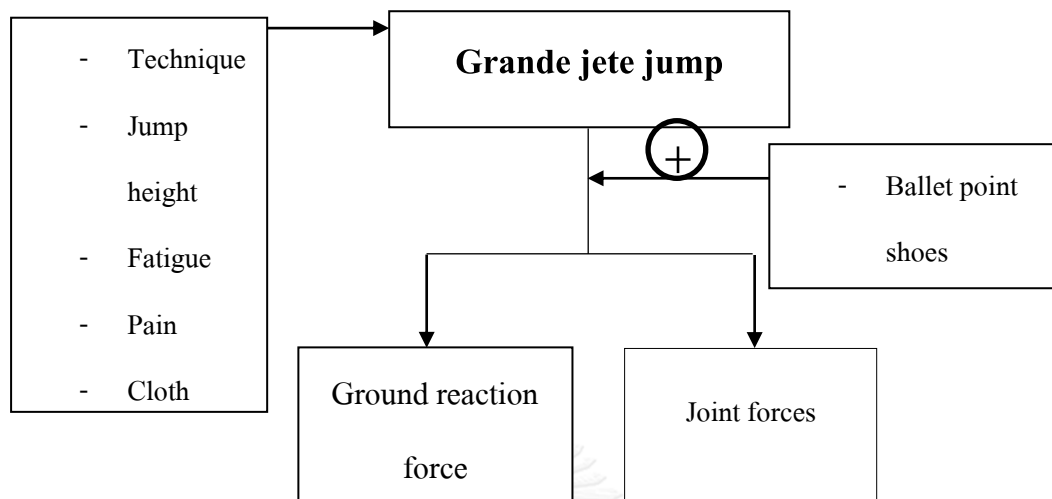 - Technique
- Jump
height
- Fatigue
- Pain
- Cloth
Grande jete jump
+
- Ballet point
shoes
Ground reaction
force
Joint forces